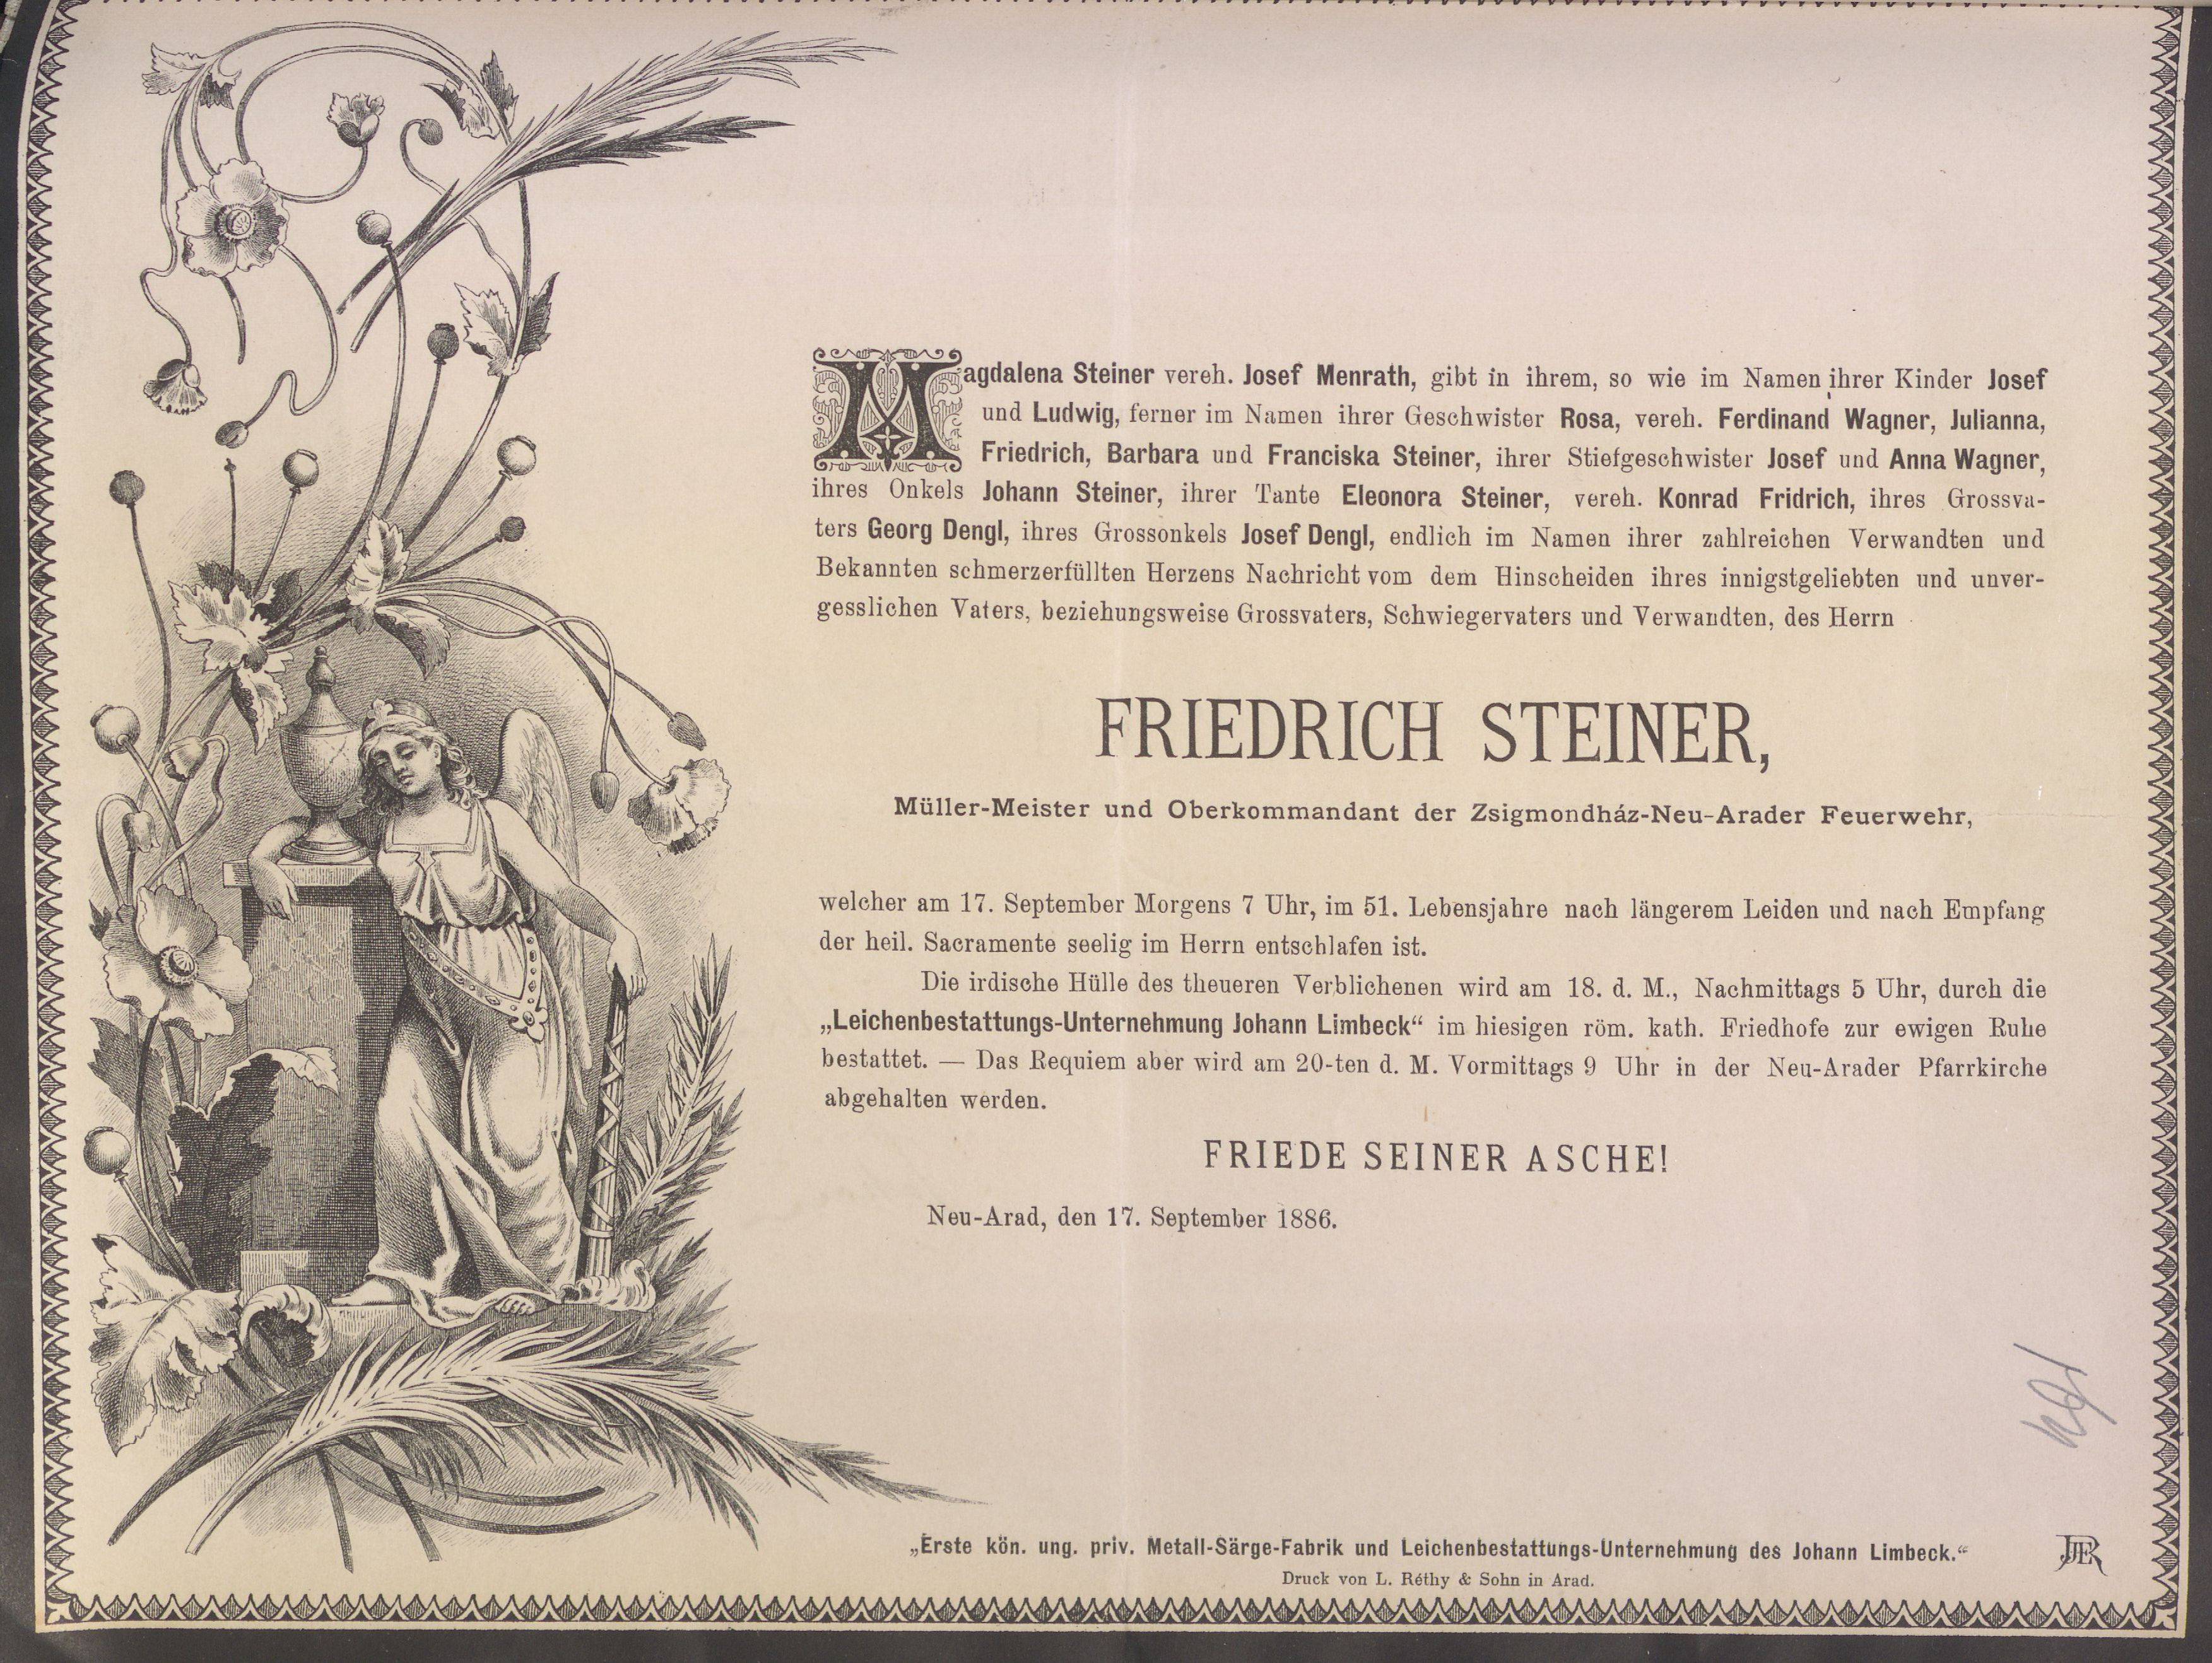 Magdalena Steiner vereh. Josef Menrath, gibt in ihrem, so wie im Namen ihrer Kinder Josef
und Ludwig, ferner im Namen ihrer Geschwister Rosa, vereh. Ferdinand Wagner, Julianna,
Friedrich, Barbara und Franciska Steiner, ihrer Stiefgeschwister Josef und Anna Wagner,
ihres Onkels Johann Steiner, ihrer Tante Eleonora Steiner, vereh. Konrad Fridrich, ihres Grossva-
ters Georg Dengl, ihres Grossonkels Josef Dengl, endlich im Namen ihrer zahlreichen Verwandten und
Bekannten schmerzerfüllten Herzens Nachricht vom dem Hinscheiden ihres innigstgeliebten und unver-
gesslichen Vaters, beziehungsweise Grossvaters, Schwiegervaters und Verwandten, des Herrn
FRIEDRICH STEINER,
Müller-Meister und Oberkommandant der Zsigmondház-Neu-Arader Feuerwehr,
welcher am 17. September Morgens 7 Uhr, im 51. Lebensjahre nach längerem Leiden und nach Empfang
der heil. Sacramente seelig im Herrn entschlafen ist.
Die irdische Hülle des theueren Verblichenen wird am 18. d. M., Nachmittags 5 Uhr, durch die
„Leichenbestattungs-Unternehmung Johann Limbeck“ im hiesigen röm. kath. Friedhofe zur ewigen Ruhe
bestattet. — Das Requiem aber wird am 20-ten d. M. Vormittags 9 Uhr in der Neu-Arader Pfarrkirche
abgehalten werden.
FRIEDE SEINER ASCHE!
Neu-Arad, den 17. September 1886.
„Erste kön. ung. priv. Metall-Särge-Fabrik und Leichenbestattungs-Unternehmung des Johann Limbeck.“
Druck von L. Réthy & Sohn in Arad.